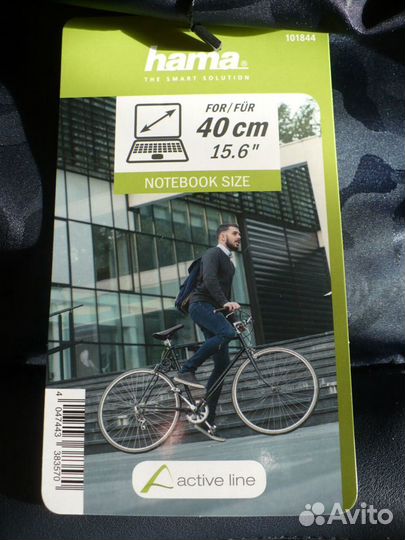 101844
hama®
THE SMART SOLUTION
FOR/FÜR
40 cm
15.6"
NOTEBOOK SIZE
4 047443 383570
active line
Avito